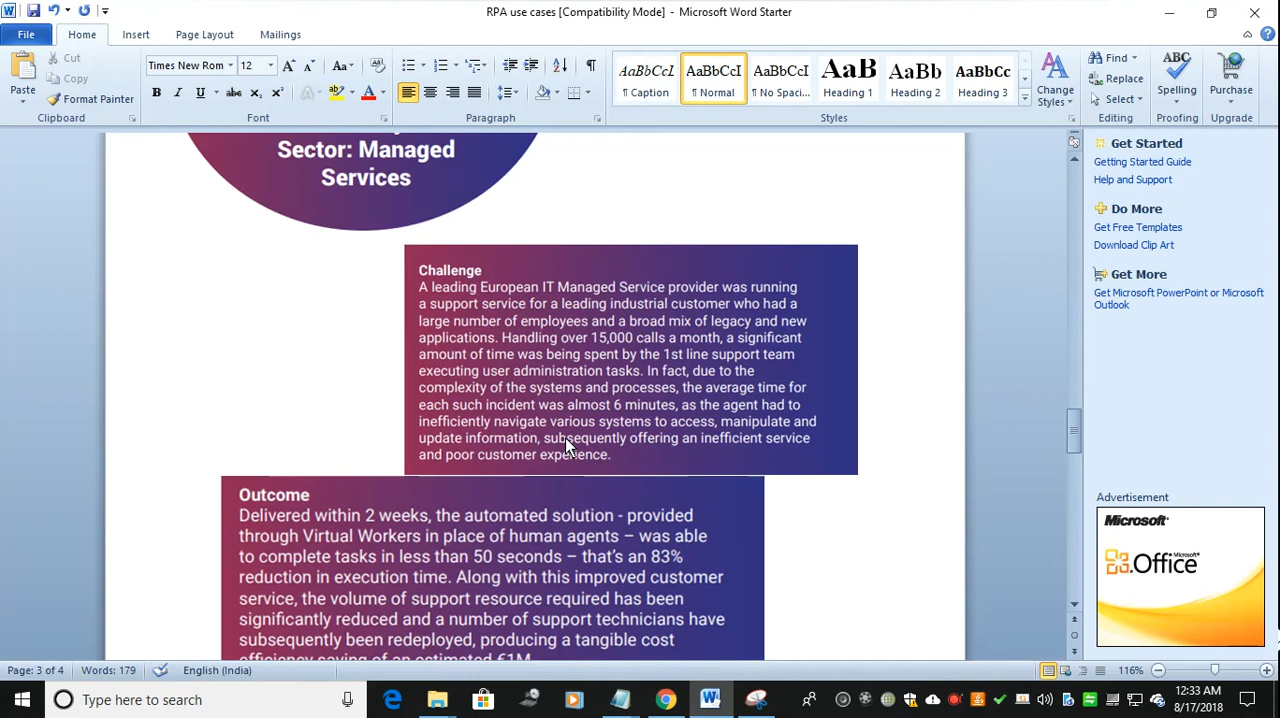 RPA use cases [Compatibility Mode] - Microsoft Word Starter
File Home Insert Page Layout Mailings
Paste
Cut
Copy
Format Painter
Clipboard
Times New Rom 12
Font
Paragraph
AaBbCcI AaBbCcI AaBbCcI AaB AaBb AaBbCc
¶ Caption ¶ Normal ¶ No Spaci... Heading 1 Heading 2 Heading 3
Change
Styles
Styles
Find
Replace
Select
Editing
Spelling
Proofing
Purchase
Upgrade
Sector: Managed
Services
Challenge
A leading European IT Managed Service provider was running
a support service for a leading industrial customer who had a
large number of employees and a broad mix of legacy and new
applications. Handling over 15,000 calls a month, a significant
amount of time was being spent by the 1st line support team
executing user administration tasks. In fact, due to the
complexity of the systems and processes, the average time for
each such incident was almost 6 minutes, as the agent had to
inefficiently navigate various systems to access, manipulate and
update information, subsequently offering an inefficient service
and poor customer experience.
Outcome
Delivered within 2 weeks, the automated solution - provided
through Virtual Workers in place of human agents – was able
to complete tasks in less than 50 seconds – that's an 83%
reduction in execution time. Along with this improved customer
service, the volume of support resource required has been
significantly reduced and a number of support technicians have
subsequently been redeployed, producing a tangible cost
efficiency saving of an estimated
Get Started
Getting Started Guide
Help and Support
Do More
Get Free Templates
Download Clip Art
Get More
Get Microsoft PowerPoint or Microsoft
Outlook
Advertisement
Microsoft
Microsoft
Office
Page: 3 of 4 Words: 179 English (India) 116%
Type here to search
12:33 AM
8/17/2018